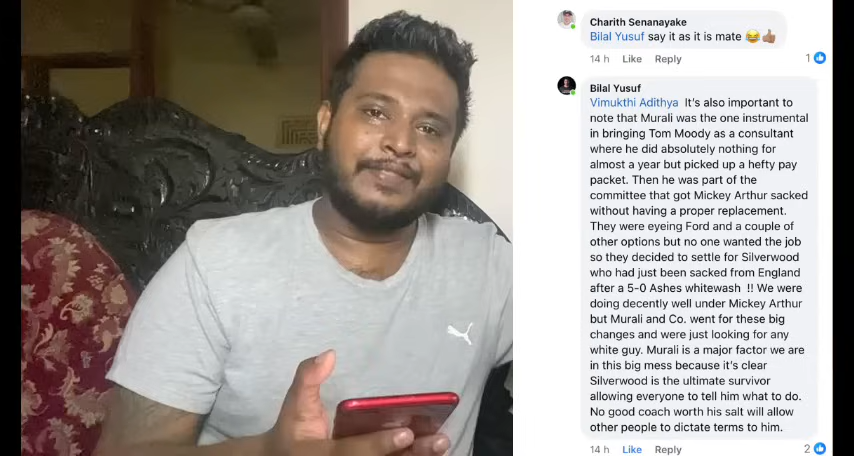 Charith Senanayake
Bilal Yusuf say it as it is mate 😂👍🏽
14 h Like Reply 1
Bilal Yusuf
Vimukthi Adithya It's also important to
note that Murali was the one instrumental
in bringing Tom Moody as a consultant
where he did absolutely nothing for
almost a year but picked up a hefty pay
packet. Then he was part of the
committee that got Mickey Arthur sacked
without having a proper replacement.
They were eyeing Ford and a couple of
other options but no one wanted the job
so they decided to settle for Silverwood
who had just been sacked from England
after a 5-0 Ashes whitewash !! We were
doing decently well under Mickey Arthur
but Murali and Co. went for these big
changes and were just looking for any
white guy. Murali is a major factor we are
in this big mess because it's clear
Silverwood is the ultimate survivor
allowing everyone to tell him what to do.
No good coach worth his salt will allow
other people to dictate terms to him.
14 h Like Reply 2